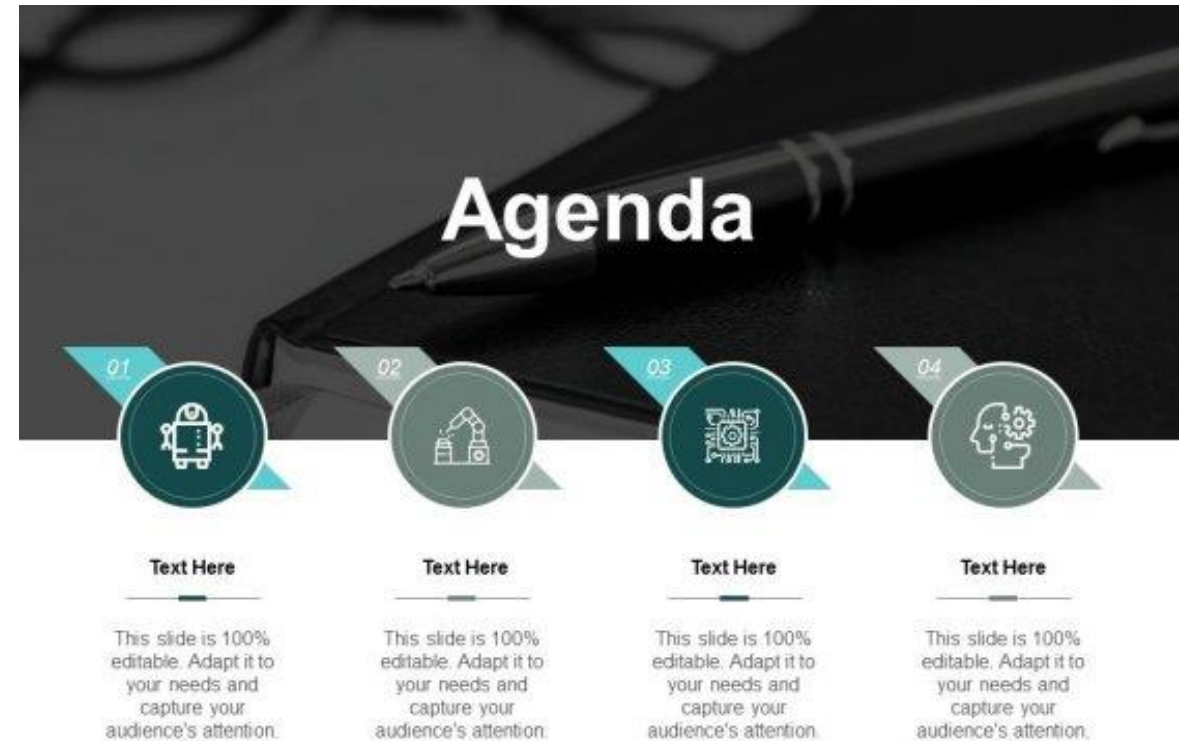 Agenda
01
02
03
04
Text Here
This slide is 100%
editable. Adapt it to
your needs and
capture your
audience's attention.
Text Here
This slide is 100%
editable. Adapt it to
your needs and
capture your
audience's attention.
Text Here
This slide is 100%
editable. Adapt it to
your needs and
capture your
audience's attention.
Text Here
This slide is 100%
editable. Adapt it to
your needs and
capture your
audience's attention.